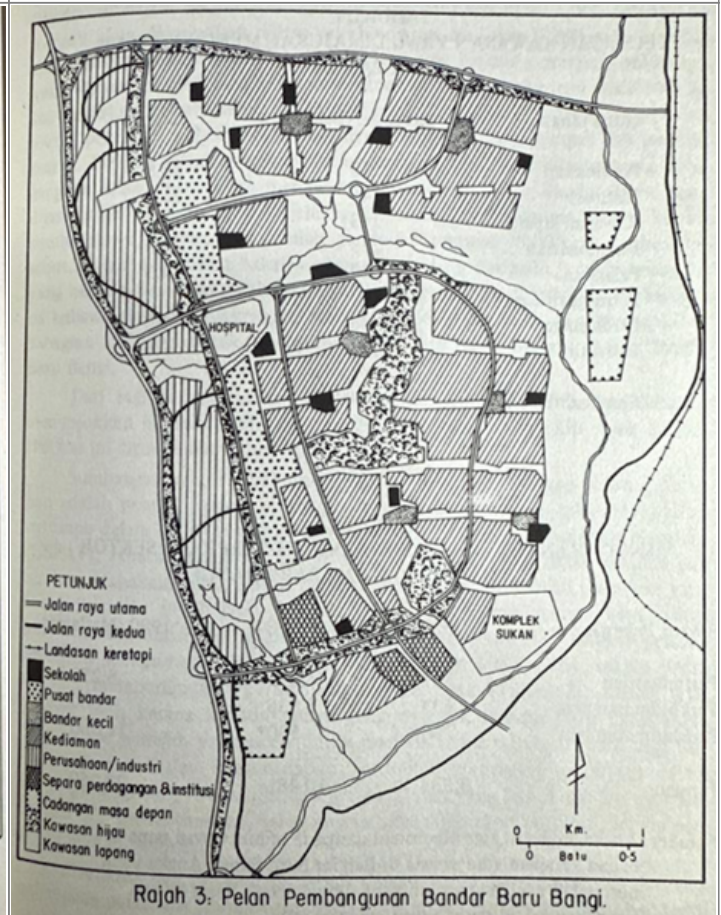 HOSPITAL
KOMPLEK
SUKAN
PETUNJUK
Jalan raya utama
Jalan raya kedua
Landasan keretapi
Sekolah
Pusat bandar
Bandar kecil
Kediaman
Perusahaan/industri
Separa perdagangan & institusi
Cadangan masa depan
Kawasan hijau
Kawasan lapang
0 Km. 1
0 Batu 0·5
Rajah 3: Pelan Pembangunan Bandar Baru Bangi.